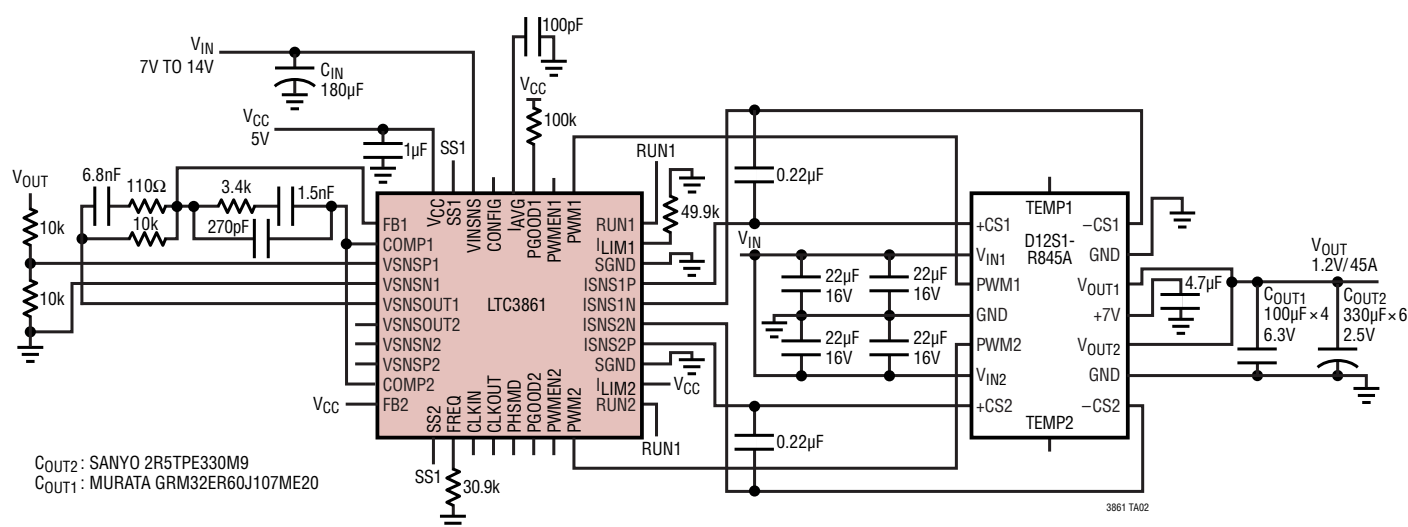 100pF
VIN
7V TO 14V
CIN
180µF
VCC
100k
VCC
5V
1µF
SS1
RUN1
6.8nF
110Ω
3.4k
1.5nF
VOUT
10k
10k
270pF
10k
0.22µF
49.9k
VCC
SS1
VINSNS
CONFIG
IAVG
PGOOD1
PWMEN1
PWM1
FB1
COMP1
VSNSP1
VSNSN1
VSNSOUT1
VSNSOUT2
VSNSN2
VSNSP2
COMP2
FB2
VCC
LTC3861
RUN1
ILIM1
SGND
ISNS1P
ISNS1N
ISNS2N
ISNS2P
SGND
ILIM2
RUN2
VCC
RUN1
SS2
FREQ
CLKIN
CLKOUT
PHSMD
PGOOD2
PWMEN2
PWM2
SS1
30.9k
VIN
22µF
16V
22µF
16V
22µF
16V
22µF
16V
0.22µF
TEMP1
D12S1-
R845A
+CS1
VIN1
PWM1
GND
PWM2
VIN2
+CS2
–CS1
GND
VOUT1
+7V
VOUT2
GND
–CS2
TEMP2
4.7µF
VOUT
1.2V/45A
COUT1
100µF×4
6.3V
COUT2
330µF×6
2.5V
COUT2: SANYO 2R5TPE330M9
COUT1: MURATA GRM32ER60J107ME20
3861 TA02